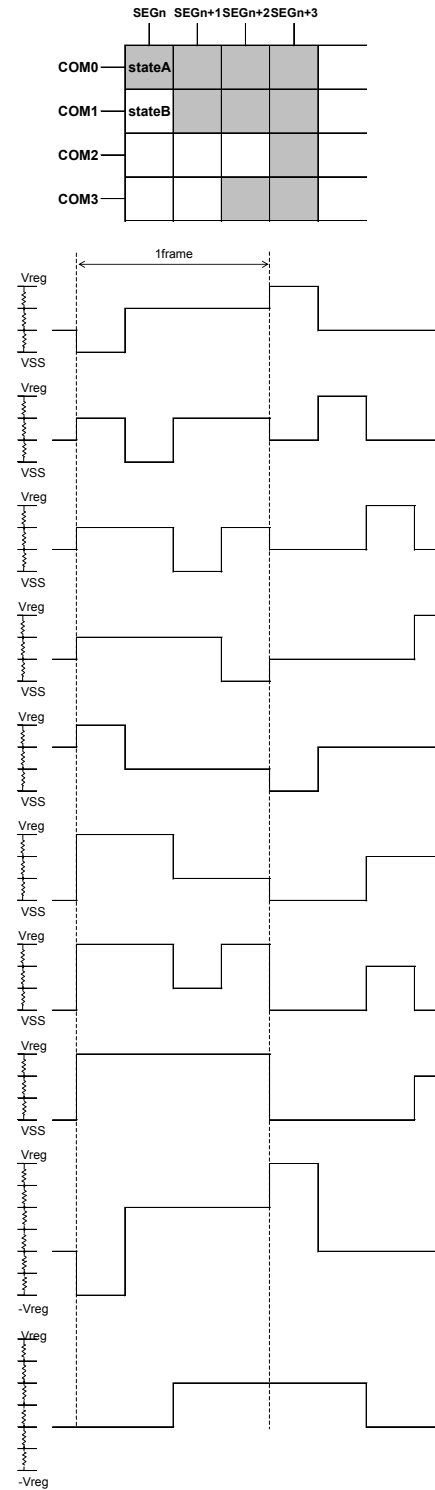 SEGn SEGn+1 SEGn+2 SEGn+3
COM0 stateA
COM1 stateB
COM2
COM3
1frame
Vreg
VSS
Vreg
VSS
Vreg
VSS
Vreg
VSS
Vreg
VSS
Vreg
VSS
Vreg
VSS
Vreg
VSS
Vreg
-Vreg
Vreg
-Vreg